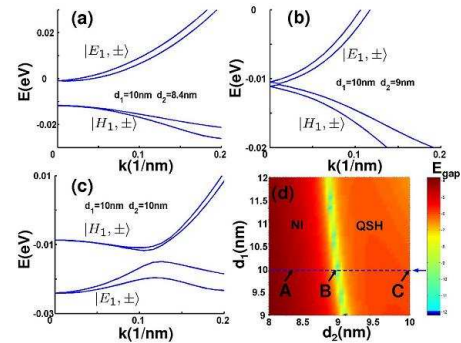 (a)
E(eV)
0.02
0
-0.02
|E₁,±⟩
d₁=10nm d₂=8.4nm
|H₁,±⟩
0 0.1 0.2
k(1/nm)
(b)
E(eV)
0
-0.01
-0.02
|E₁,±⟩
d₁=10nm d₂=9nm
|H₁,±⟩
0 0.1 0.2
k(1/nm)
(c)
E(eV)
0.01
-0.01
-0.03
d₁=10nm d₂=10nm
|H₁,±⟩
|E₁,±⟩
0 0.1 0.2
k(1/nm)
(d)
d₁(nm)
12
11.5
11
10.5
10
9.5
9
NI
QSH
A
B
C
8 8.5 9 9.5 10
d₂(nm)
E gap